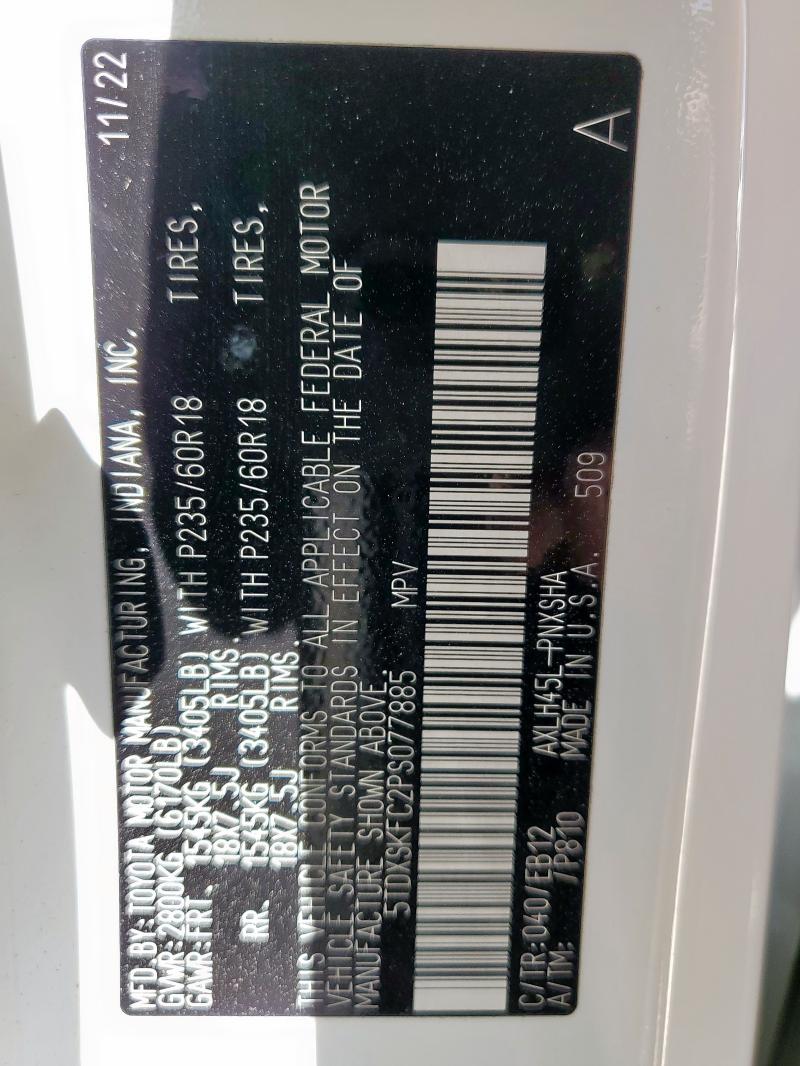 MFD BY: TOYOTA MOTOR MANUFACTURING, INDIANA, INC. 11/22
GVWR: 2800KG (6170LB)
GAWR: FRT. 1545KG (3405LB) WITH P235/60R18 TIRES,
18X7.5J RIMS.
RR. 1545KG (3405LB) WITH P235/60R18 TIRES,
18X7.5J RIMS.
THIS VEHICLE CONFORMS TO ALL APPLICABLE FEDERAL MOTOR
VEHICLE SAFETY STANDARDS IN EFFECT ON THE DATE OF
MANUFACTURE SHOWN ABOVE.
5TDXSKFC2PS077885 MPV
C/TR: 040/EB12 AXLH45L-PNXSHA
A/TM: /P810 MADE IN U.S.A. 509 A